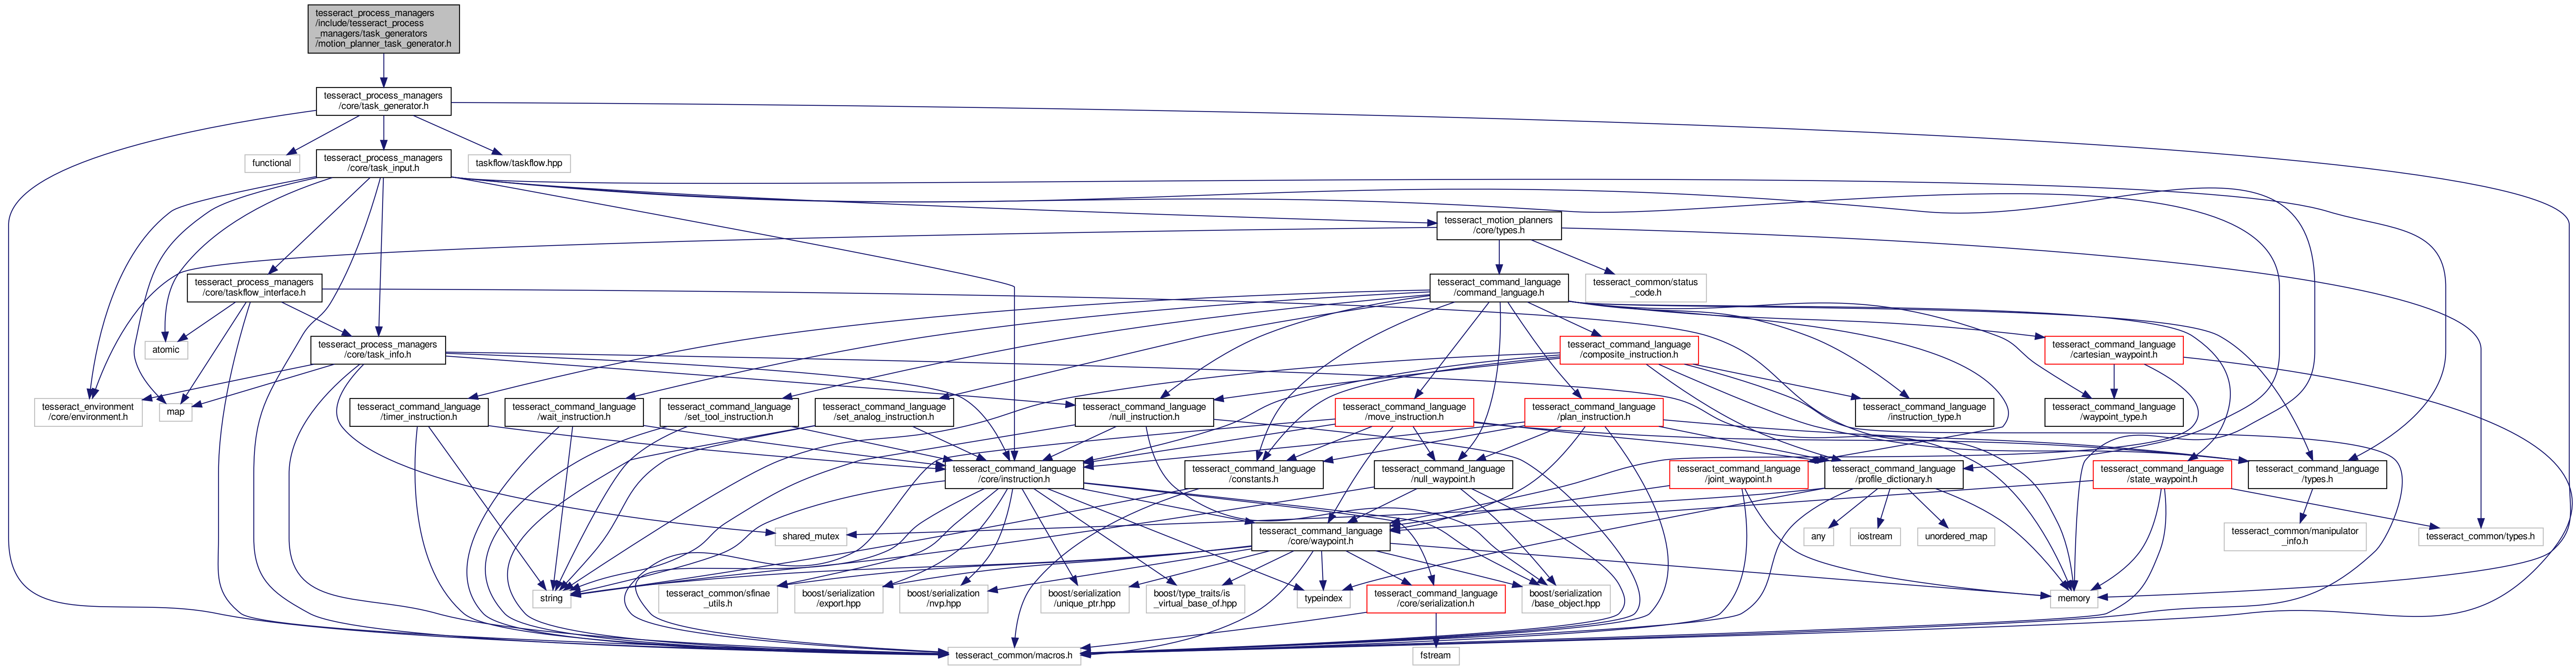 tesseract_process_managers
/include/tesseract_process
_managers/task_generators
/motion_planner_task_generator.h
tesseract_process_managers
/core/task_generator.h
functional
tesseract_process_managers
/core/task_input.h
taskflow/taskflow.hpp
tesseract_motion_planners
/core/types.h
tesseract_process_managers
/core/taskflow_interface.h
tesseract_command_language
/command_language.h
tesseract_common/status
_code.h
atomic
tesseract_process_managers
/core/task_info.h
tesseract_command_language
/composite_instruction.h
tesseract_command_language
/cartesian_waypoint.h
tesseract_environment
/core/environment.h
map
tesseract_command_language
/timer_instruction.h
tesseract_command_language
/wait_instruction.h
tesseract_command_language
/set_tool_instruction.h
tesseract_command_language
/set_analog_instruction.h
tesseract_command_language
/null_instruction.h
tesseract_command_language
/move_instruction.h
tesseract_command_language
/plan_instruction.h
tesseract_command_language
/instruction_type.h
tesseract_command_language
/waypoint_type.h
tesseract_command_language
/core/instruction.h
tesseract_command_language
/constants.h
tesseract_command_language
/null_waypoint.h
tesseract_command_language
/joint_waypoint.h
tesseract_command_language
/profile_dictionary.h
tesseract_command_language
/state_waypoint.h
tesseract_command_language
/types.h
shared_mutex
tesseract_command_language
/core/waypoint.h
any
iostream
unordered_map
tesseract_common/manipulator
_info.h
tesseract_common/types.h
string
tesseract_common/sfinae
_utils.h
boost/serialization
/export.hpp
boost/serialization
/nvp.hpp
boost/serialization
/unique_ptr.hpp
boost/type_traits/is
_virtual_base_of.hpp
typeindex
tesseract_command_language
/core/serialization.h
boost/serialization
/base_object.hpp
memory
tesseract_common/macros.h
fstream